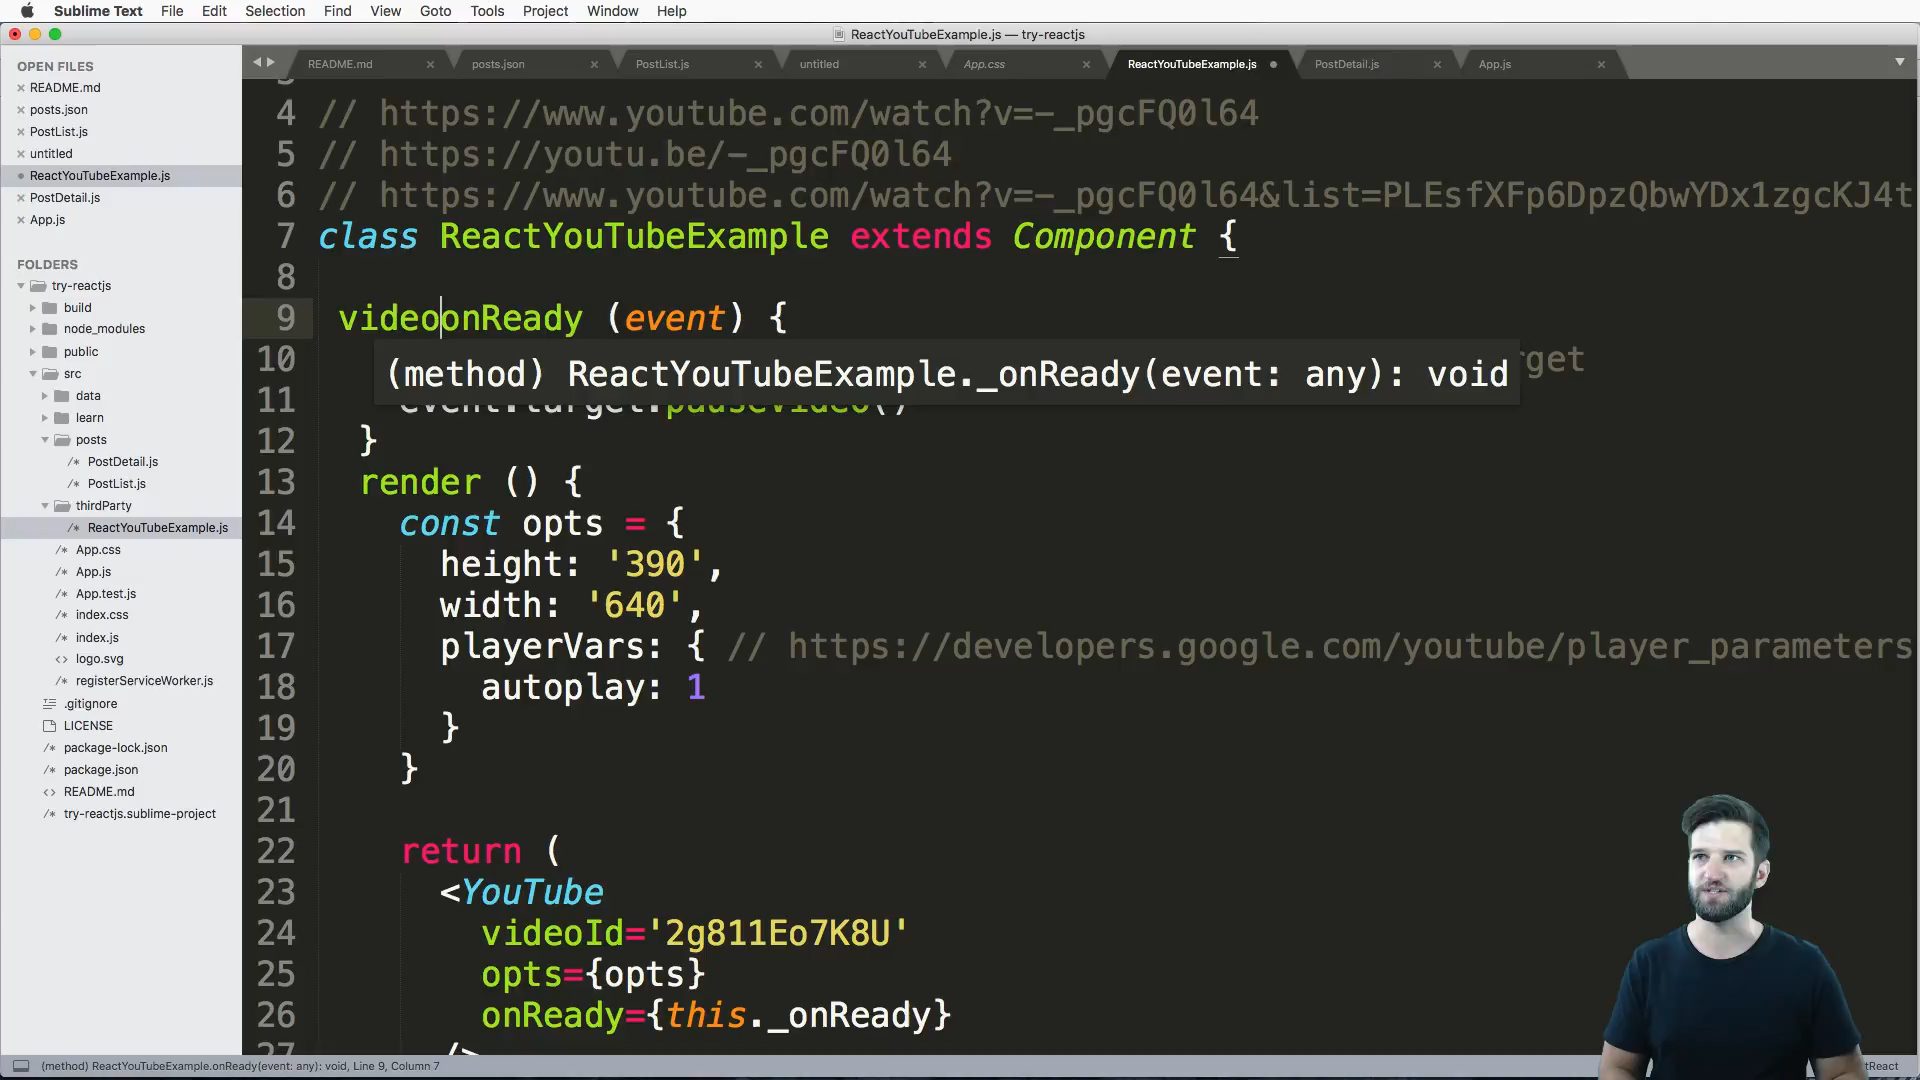 Sublime Text File Edit Selection Find View Goto Tools Project Window Help
ReactYouTubeExample.js — try-reactjs
OPEN FILES
README.md
posts.json
PostList.js
untitled
ReactYouTubeExample.js
PostDetail.js
App.js
FOLDERS
try-reactjs
build
node_modules
public
src
data
learn
posts
PostDetail.js
PostList.js
thirdParty
ReactYouTubeExample.js
App.css
App.js
App.test.js
index.css
index.js
logo.svg
registerServiceWorker.js
.gitignore
LICENSE
package-lock.json
package.json
README.md
try-reactjs.sublime-project
README.md posts.json PostList.js untitled App.css ReactYouTubeExample.js PostDetail.js App.js
4 // https://www.youtube.com/watch?v=-_pgcFQ0l64
5 // https://youtu.be/-_pgcFQ0l64
6 // https://www.youtube.com/watch?v=-_pgcFQ0l64&list=PLEsfXFp6DpzQbwYDx1zgcKJ4t
7 class ReactYouTubeExample extends Component {
8
9 videoonReady (event) {
10 rget
(method) ReactYouTubeExample._onReady(event: any): void
11 event.target.pauseVideo()
12 }
13 render () {
14 const opts = {
15 height: '390',
16 width: '640',
17 playerVars: { // https://developers.google.com/youtube/player_parameters
18 autoplay: 1
19 }
20 }
21
22 return (
23 <YouTube
24 videoId='2g811Eo7K8U'
25 opts={opts}
26 onReady={this._onReady}
27 />
(method) ReactYouTubeExample.onReady(event: any): void, Line 9, Column 7
tReact